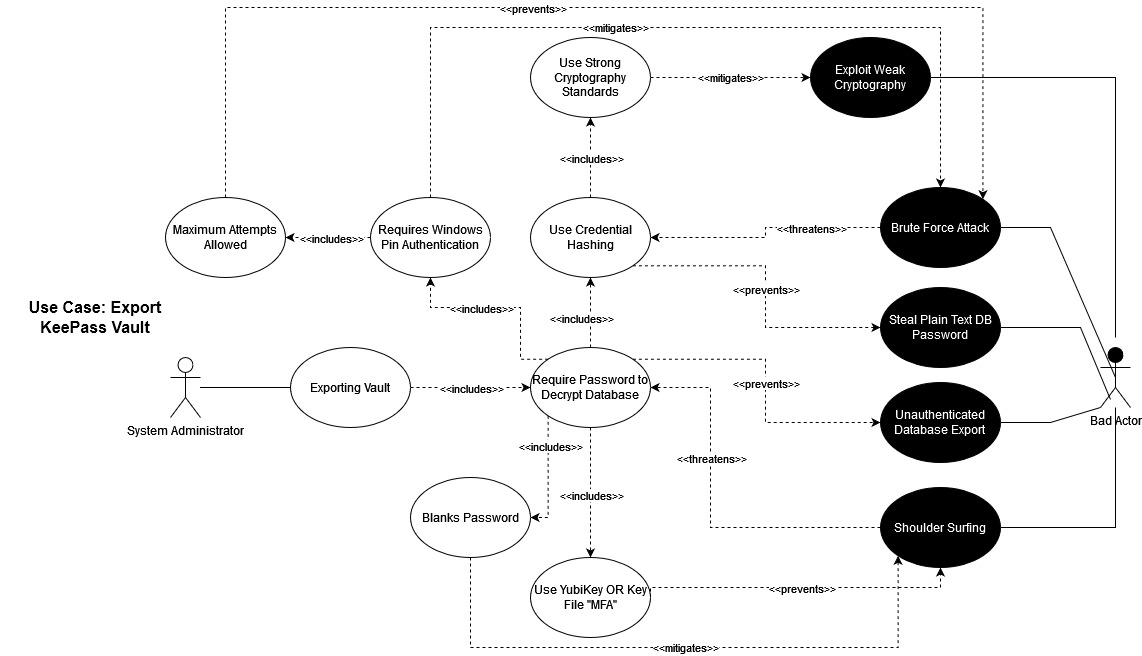 <<prevents>>
<<mitigates>>
Use Strong
Cryptography
Standards
<<mitigates>>
Exploit Weak
Cryptography
<<includes>>
Maximum Attempts
Allowed
<<includes>>
Requires Windows
Pin Authentication
Use Credential
Hashing
<<threatens>>
Brute Force Attack
<<prevents>>
Use Case: Export
KeePass Vault
<<includes>>
<<includes>>
Steal Plain Text DB
Password
System Administrator
Exporting Vault
<<includes>>
Require Password to
Decrypt Database
<<prevents>>
Unauthenticated
Database Export
Bad Actor
<<includes>>
<<threatens>>
<<includes>>
Blanks Password
Shoulder Surfing
Use YubiKey OR Key
File "MFA"
<<prevents>>
<<mitigates>>